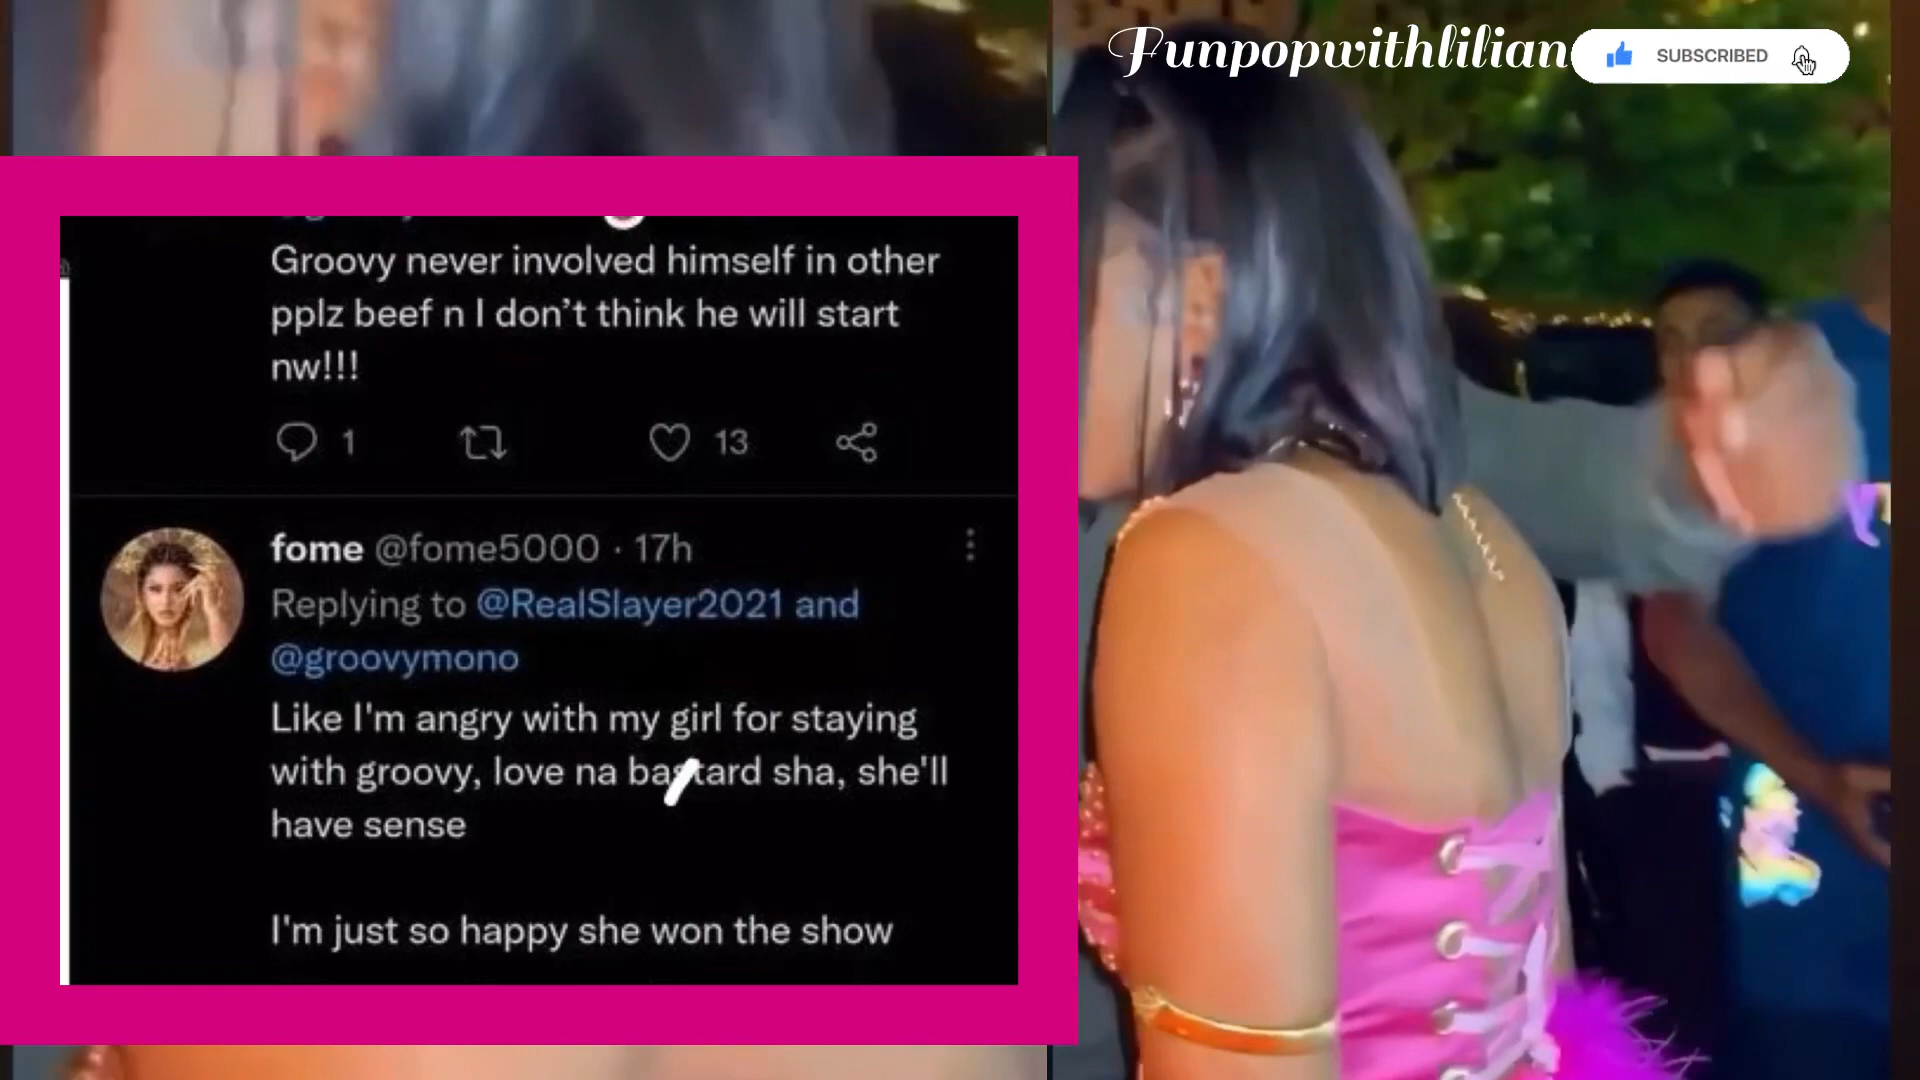 Funpopwithlilian
SUBSCRIBED
Groovy never involved himself in other
pplz beef n I don't think he will start
nw!!!
1 13
fome @fome5000 · 17h
Replying to @RealSlayer2021 and
@groovymono
Like I'm angry with my girl for staying
with groovy, love na bastard sha, she'll
have sense
I'm just so happy she won the show